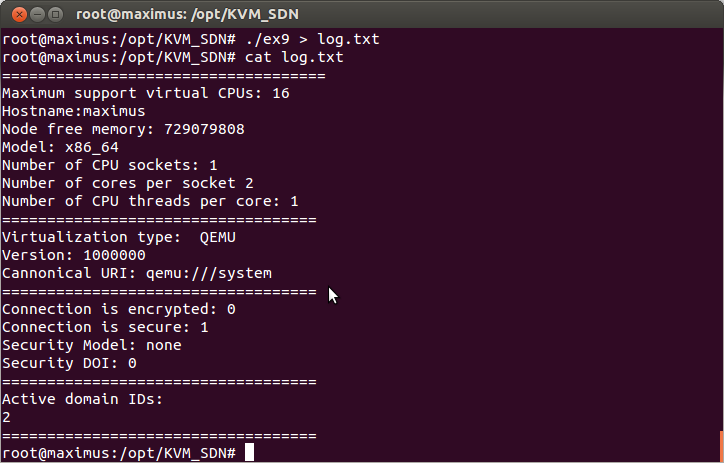 root@maximus: /opt/KVM_SDN
root@maximus:/opt/KVM_SDN# ./ex9 > log.txt
root@maximus:/opt/KVM_SDN# cat log.txt
====================================
Maximum support virtual CPUs: 16
Hostname:maximus
Node free memory: 729079808
Model: x86_64
Number of CPU sockets: 1
Number of cores per socket 2
Number of CPU threads per core: 1
===================================
Virtualization type:  QEMU
Version: 1000000
Cannonical URI: qemu:///system
===================================
Connection is encrypted: 0
Connection is secure: 1
Security Model: none
Security DOI: 0
===================================
Active domain IDs:
2
===================================
root@maximus:/opt/KVM_SDN#